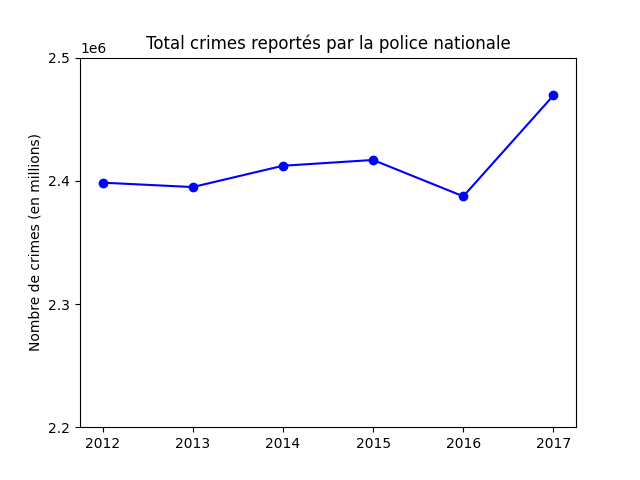 Total crimes reportés par la police nationale
1e6
Nombre de crimes (en millions)
2.5
2.4
2.3
2.2
2012 2013 2014 2015 2016 2017